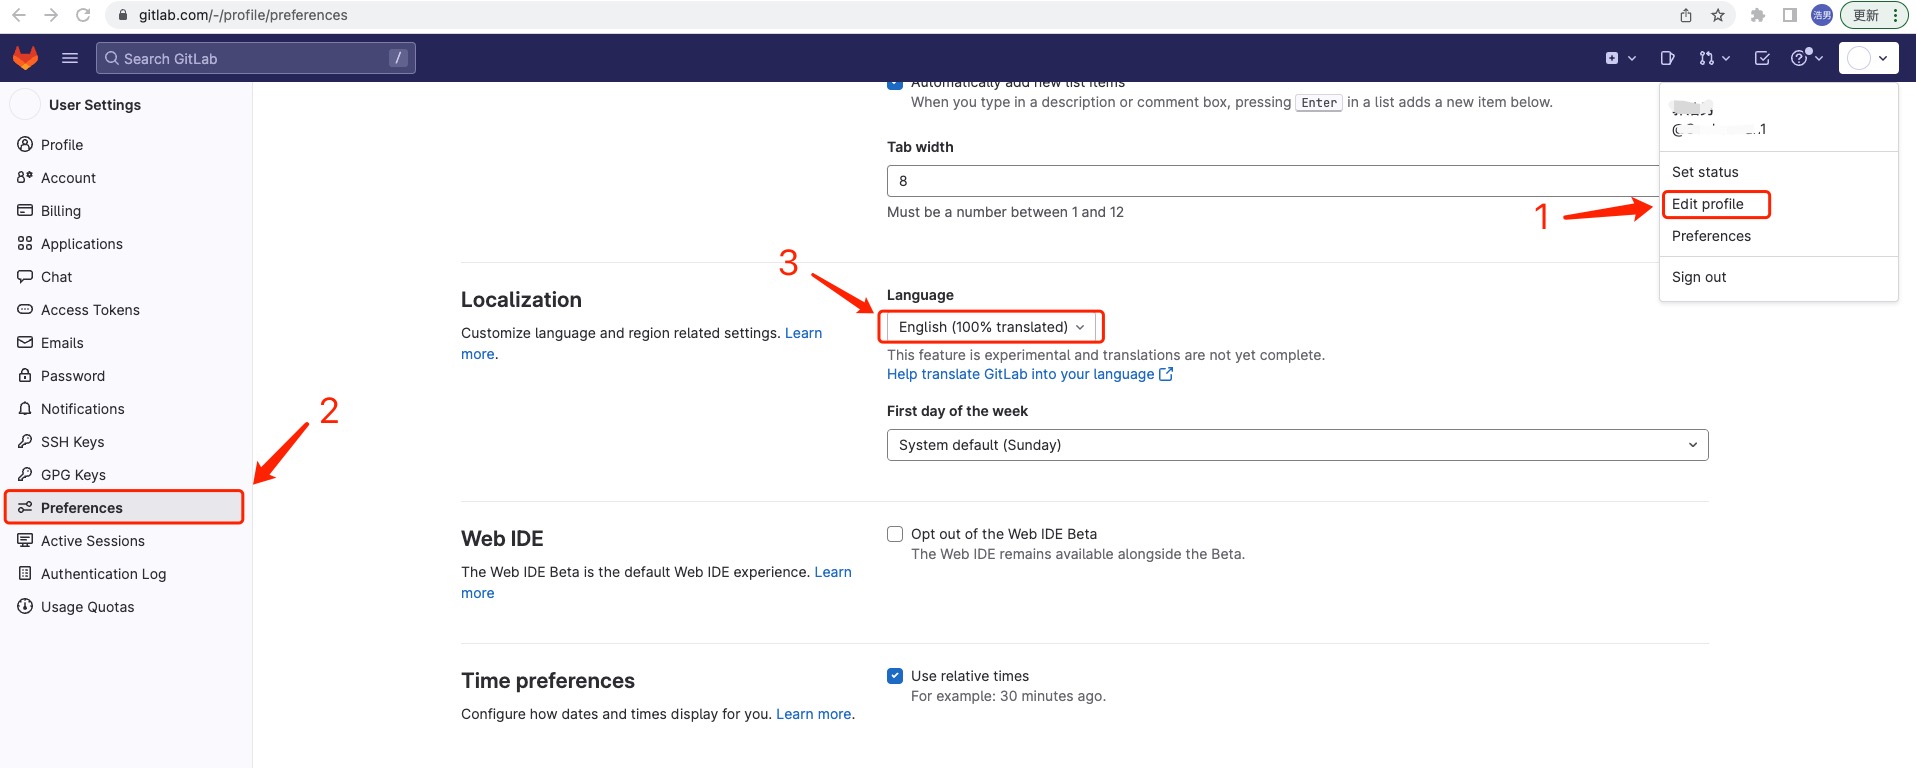 gitlab.com/-/profile/preferences
浩男
更新
Search GitLab
/
User Settings
Profile
Account
Billing
Applications
Chat
Access Tokens
Emails
Password
Notifications
SSH Keys
GPG Keys
Preferences
Active Sessions
Authentication Log
Usage Quotas
2
Automatically add new list items
When you type in a description or comment box, pressing Enter in a list adds a new item below.
Tab width
8
Must be a number between 1 and 12
Set status
1
Edit profile
Preferences
Sign out
3
Localization
Customize language and region related settings. Learn
more.
Language
English (100% translated)
This feature is experimental and translations are not yet complete.
Help translate GitLab into your language
First day of the week
System default (Sunday)
Web IDE
The Web IDE Beta is the default Web IDE experience. Learn
more
Opt out of the Web IDE Beta
The Web IDE remains available alongside the Beta.
Time preferences
Configure how dates and times display for you. Learn more.
Use relative times
For example: 30 minutes ago.